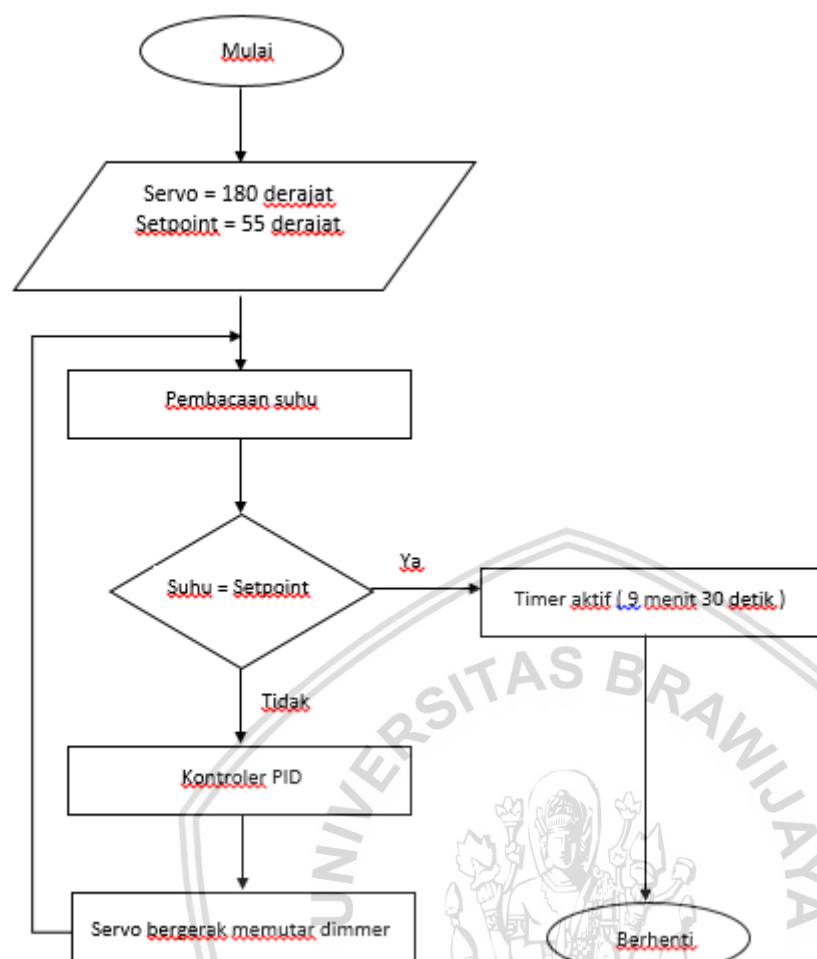 Mulai
Servo = 180 derajat
Setpoint = 55 derajat
Pembacaan suhu
Suhu = Setpoint
Ya
Timer aktif ( 9 menit 30 detik )
Tidak
Kontroler PID
Servo bergerak memutar dimmer
Berhenti
UNIVERSITAS BRAWIJAYA